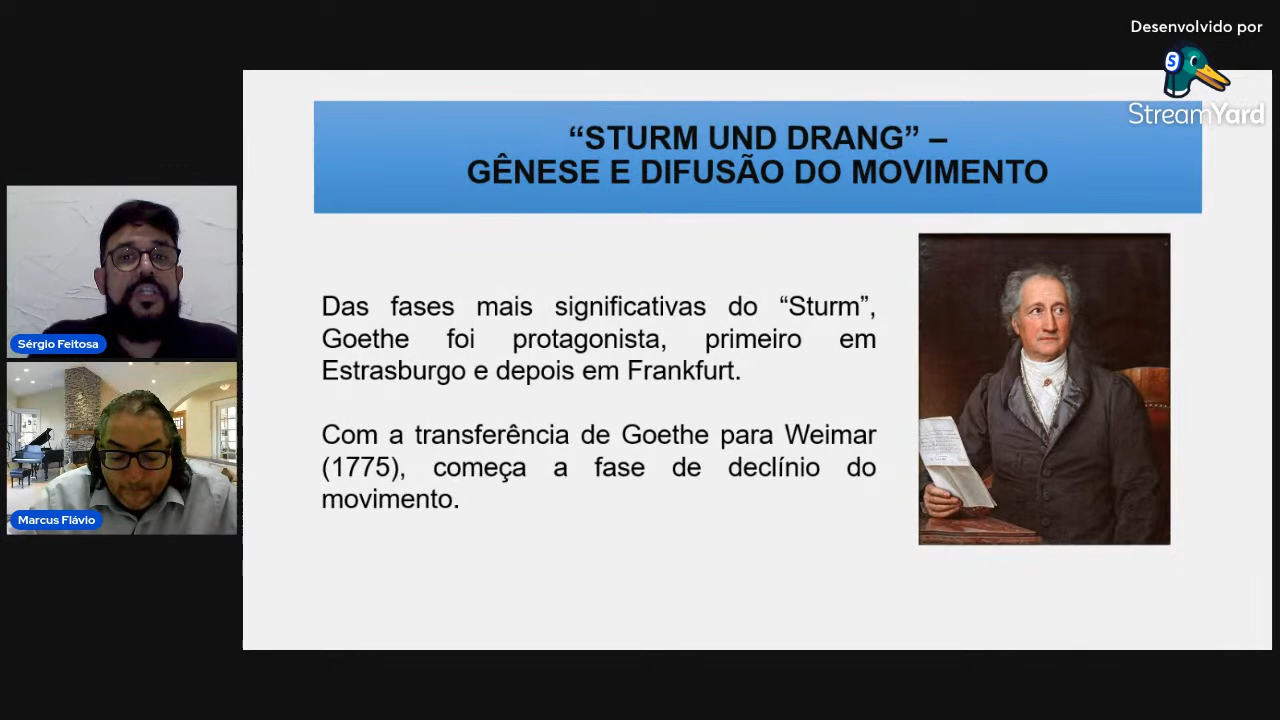 Desenvolvido por
StreamYard
“STURM UND DRANG” –
GÊNESE E DIFUSÃO DO MOVIMENTO
Das fases mais significativas do “Sturm”,
Goethe foi protagonista, primeiro em
Estrasburgo e depois em Frankfurt.
Com a transferência de Goethe para Weimar
(1775), começa a fase de declínio do
movimento.
Sérgio Feitosa
Marcus Flávio